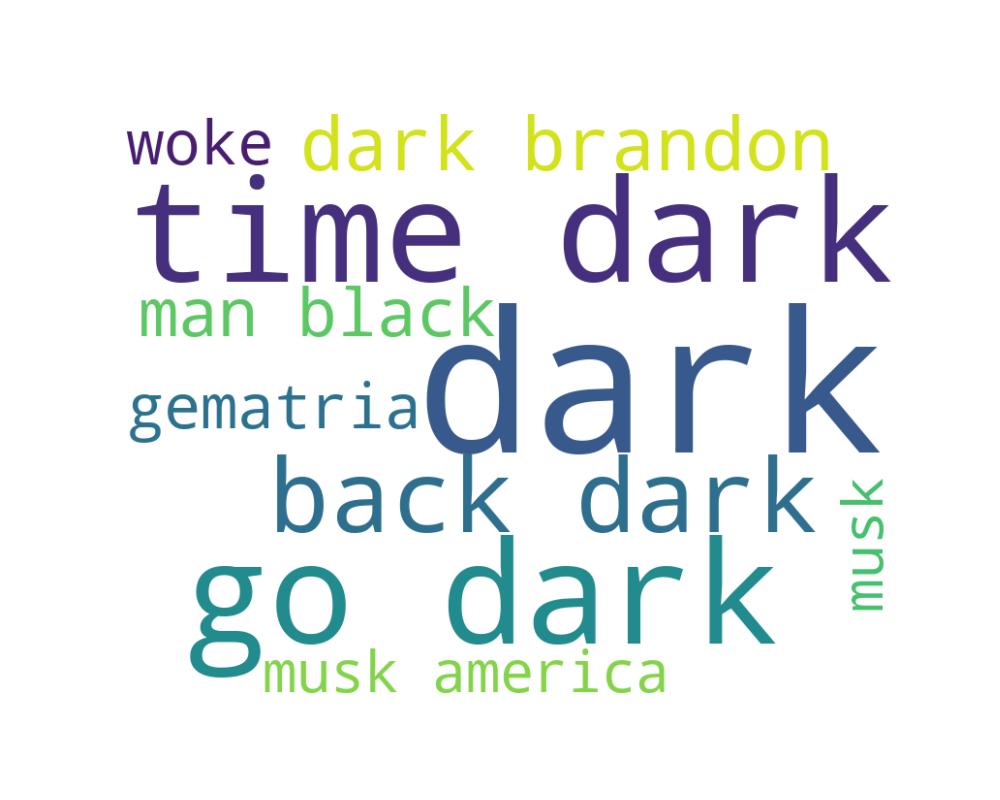 woke
dark brandon
time dark
man black
dark
gematria
back dark
musk
go dark
musk america